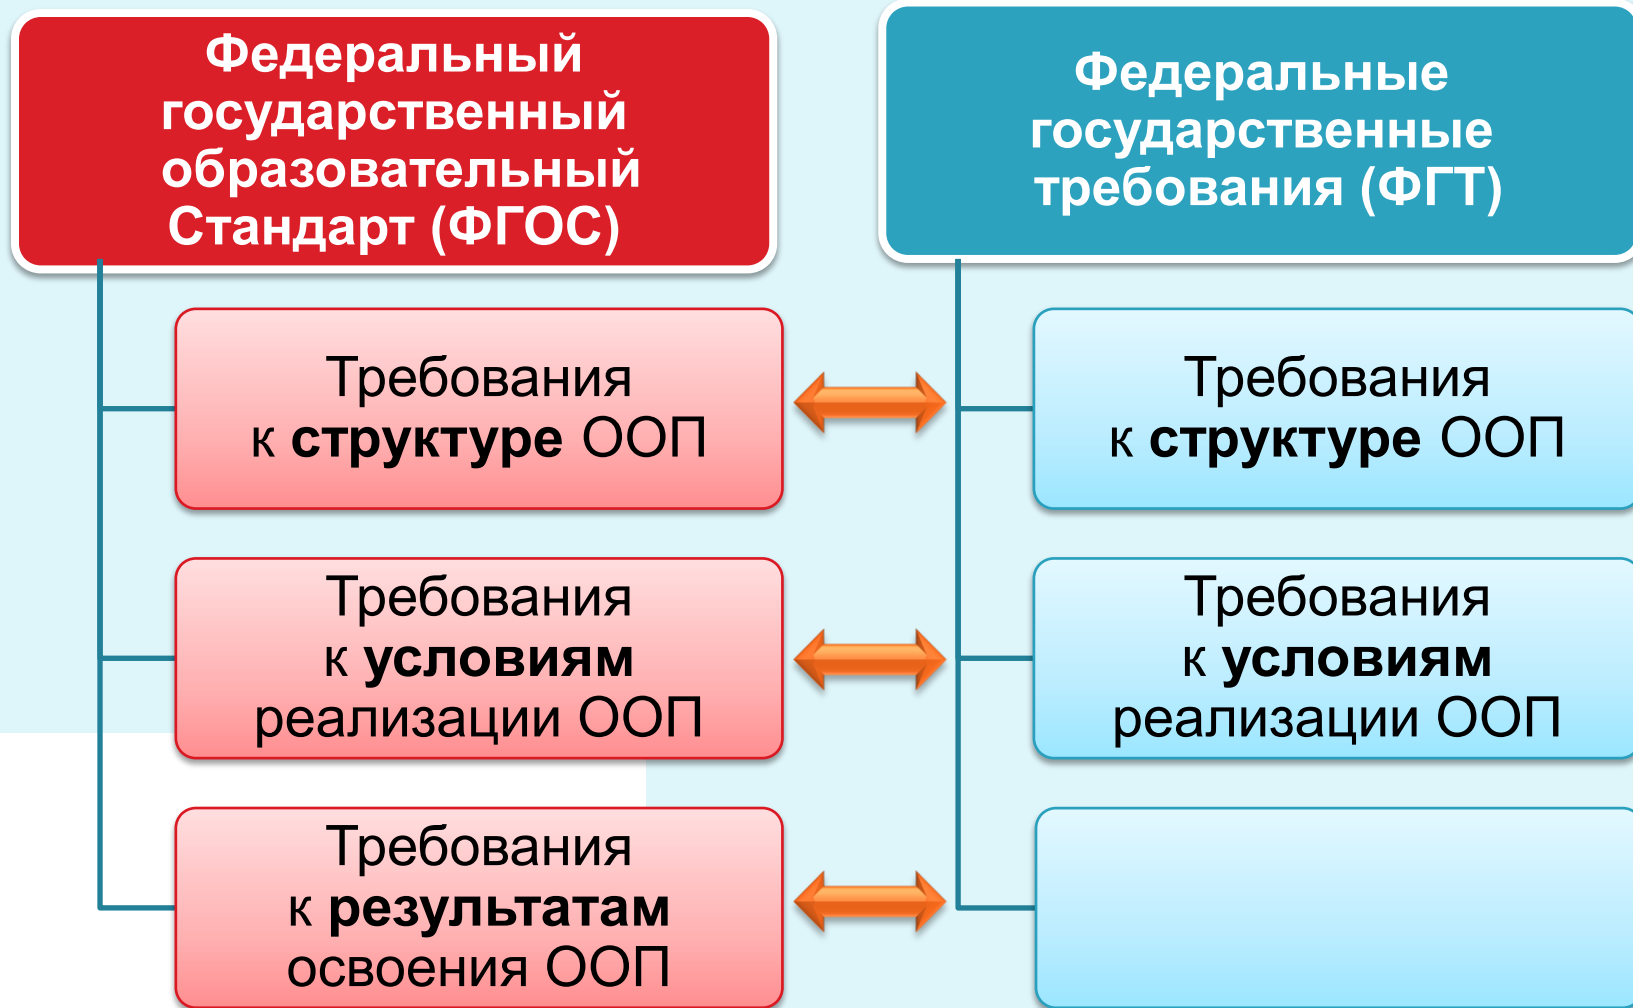 Федеральный
государственный
образовательный
Стандарт (ФГОС)
Требования
к структуре ООП
Требования
к условиям
реализации ООП
Требования
к результатам
освоения ООП
Федеральные
государственные
требования (ФГТ)
Требования
к структуре ООП
Требования
к условиям
реализации ООП